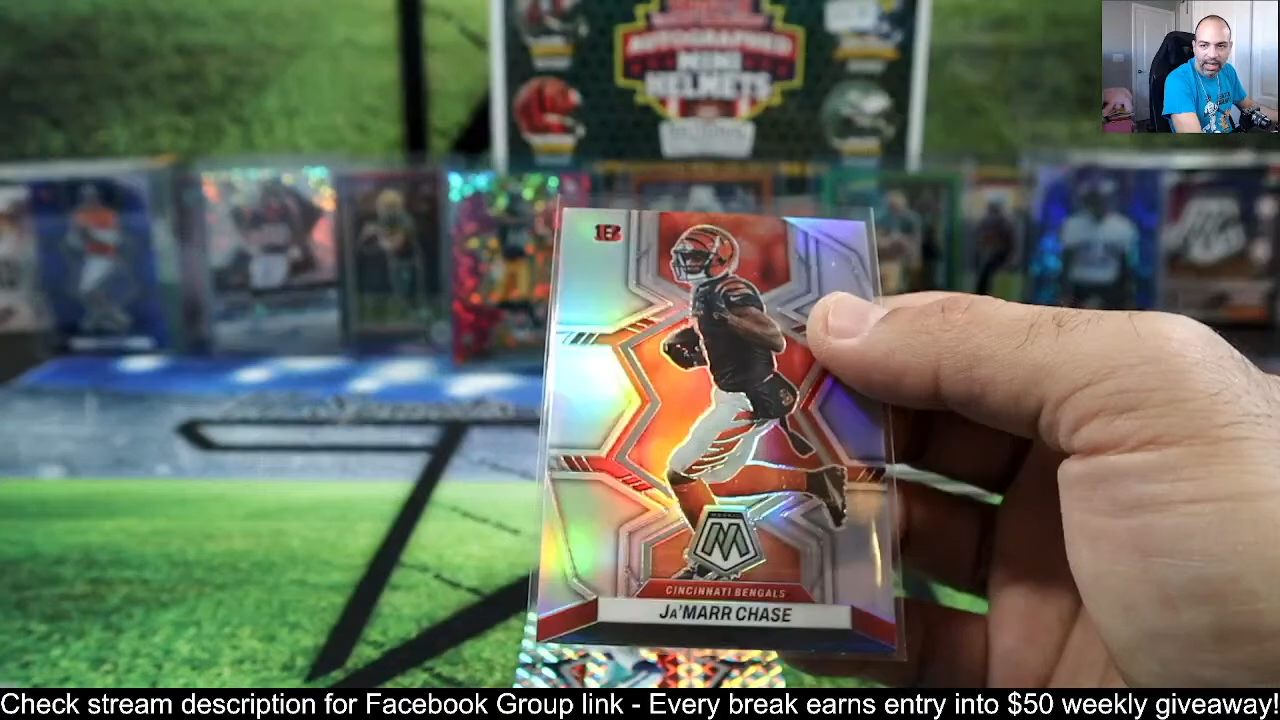 AUTOGRAPHED
MINI
HELMETS
MOSAIC
CINCINNATI BENGALS
JA'MARR CHASE
Check stream description for Facebook Group link - Every break earns entry into $50 weekly giveaway!